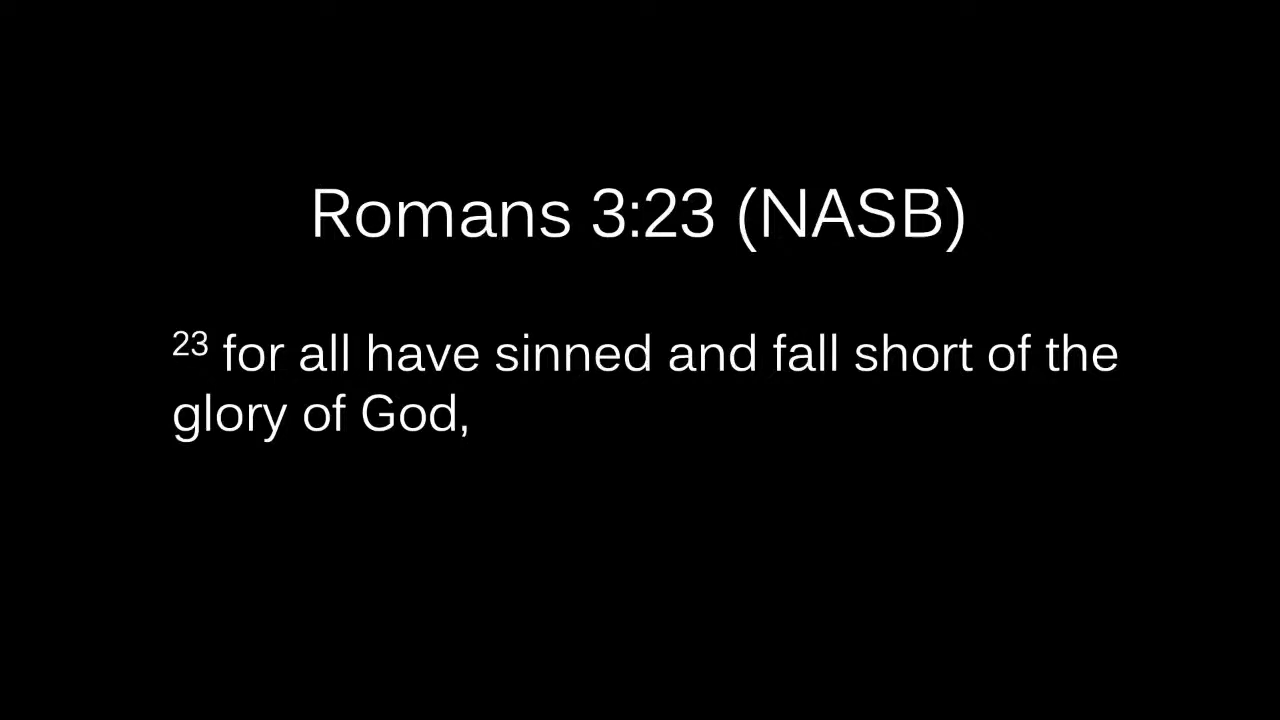 Romans 3:23 (NASB)
23 for all have sinned and fall short of the
glory of God,